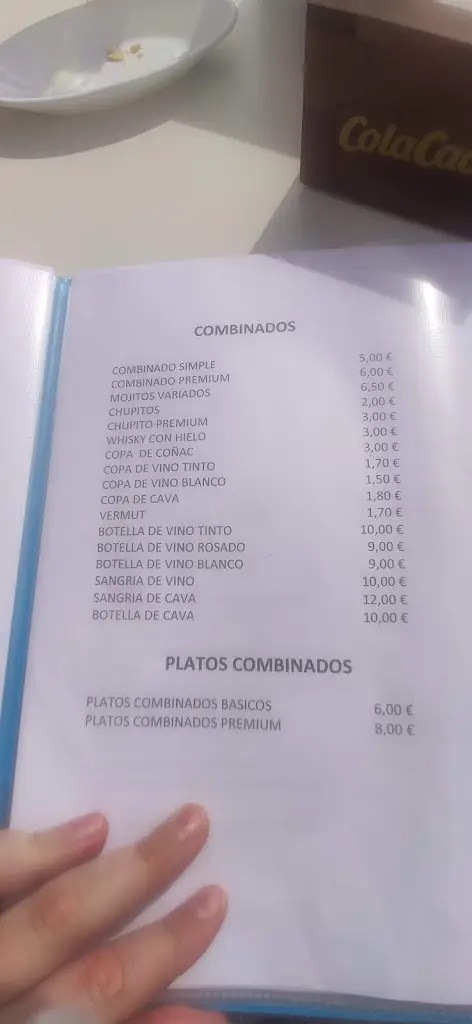 ColaCao
COMBINADOS
COMBINADO SIMPLE 5,00 €
COMBINADO PREMIUM 6,00 €
MOJITOS VARIADOS 6,50 €
CHUPITOS 2,00 €
CHUPITO PREMIUM 3,00 €
WHISKY CON HIELO 3,00 €
COPA DE COÑAC 3,00 €
COPA DE VINO TINTO 1,70 €
COPA DE VINO BLANCO 1,50 €
COPA DE CAVA 1,80 €
VERMUT 1,70 €
BOTELLA DE VINO TINTO 10,00 €
BOTELLA DE VINO ROSADO 9,00 €
BOTELLA DE VINO BLANCO 9,00 €
SANGRIA DE VINO 10,00 €
SANGRIA DE CAVA 12,00 €
BOTELLA DE CAVA 10,00 €
PLATOS COMBINADOS
PLATOS COMBINADOS BASICOS 6,00 €
PLATOS COMBINADOS PREMIUM 8,00 €